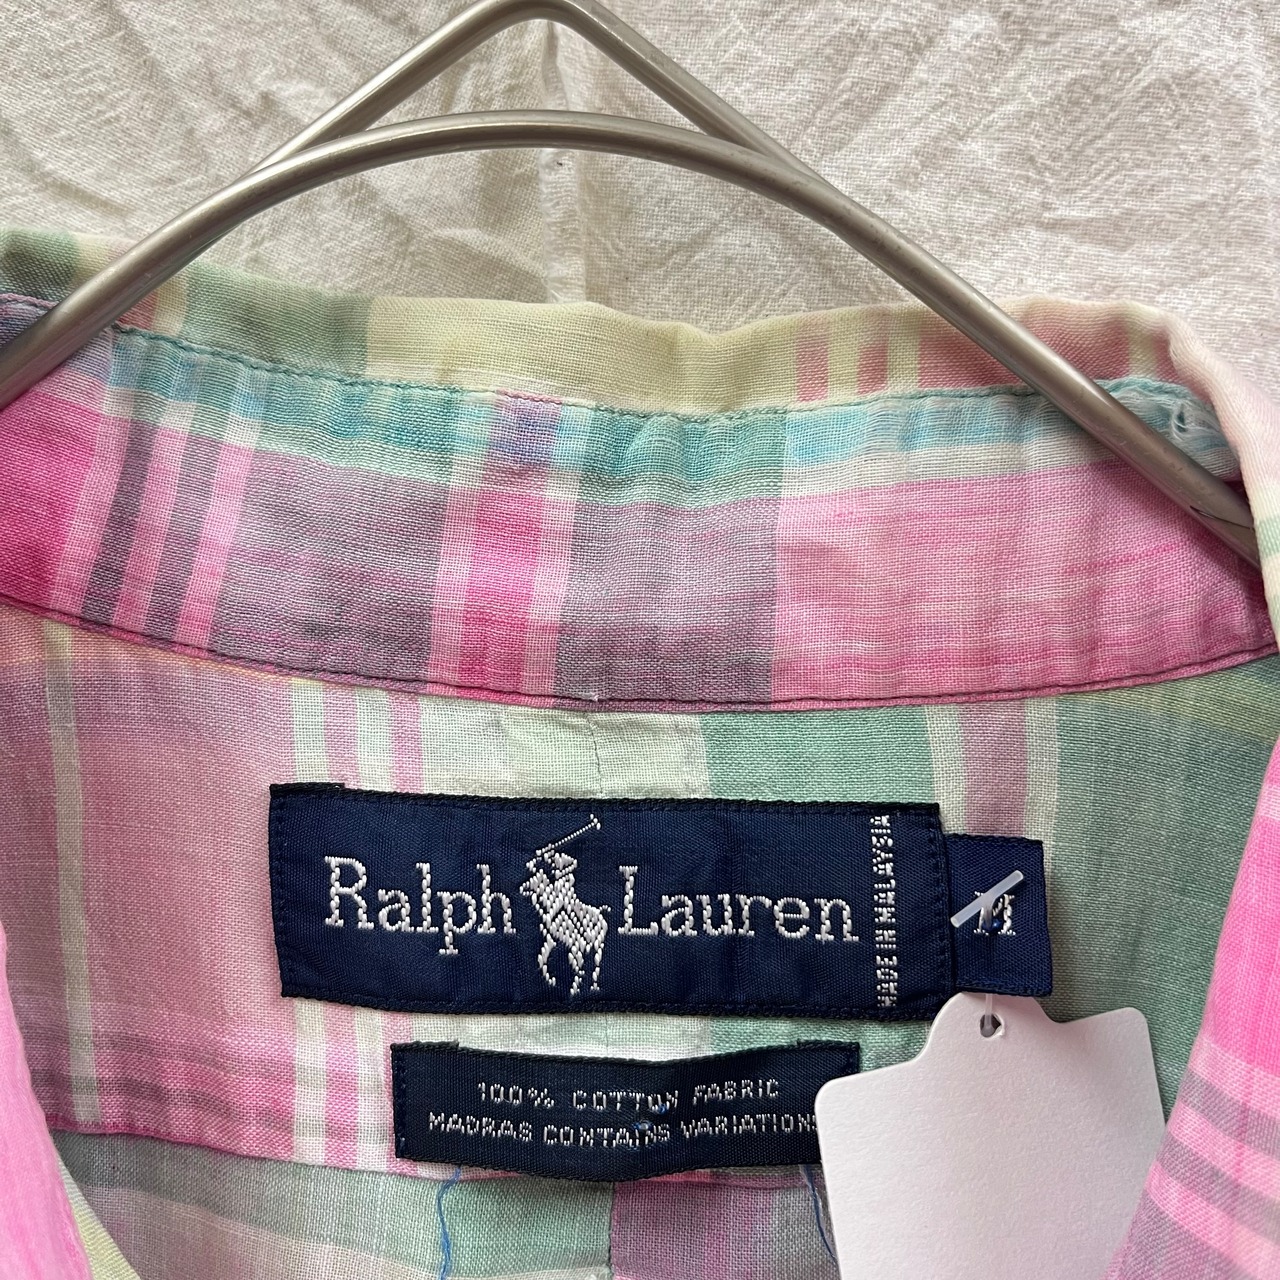 Ralph Lauren
MADE IN MALAYSIA
M
100% COTTON FABRIC
MADRAS CONTAINS VARIATIONS